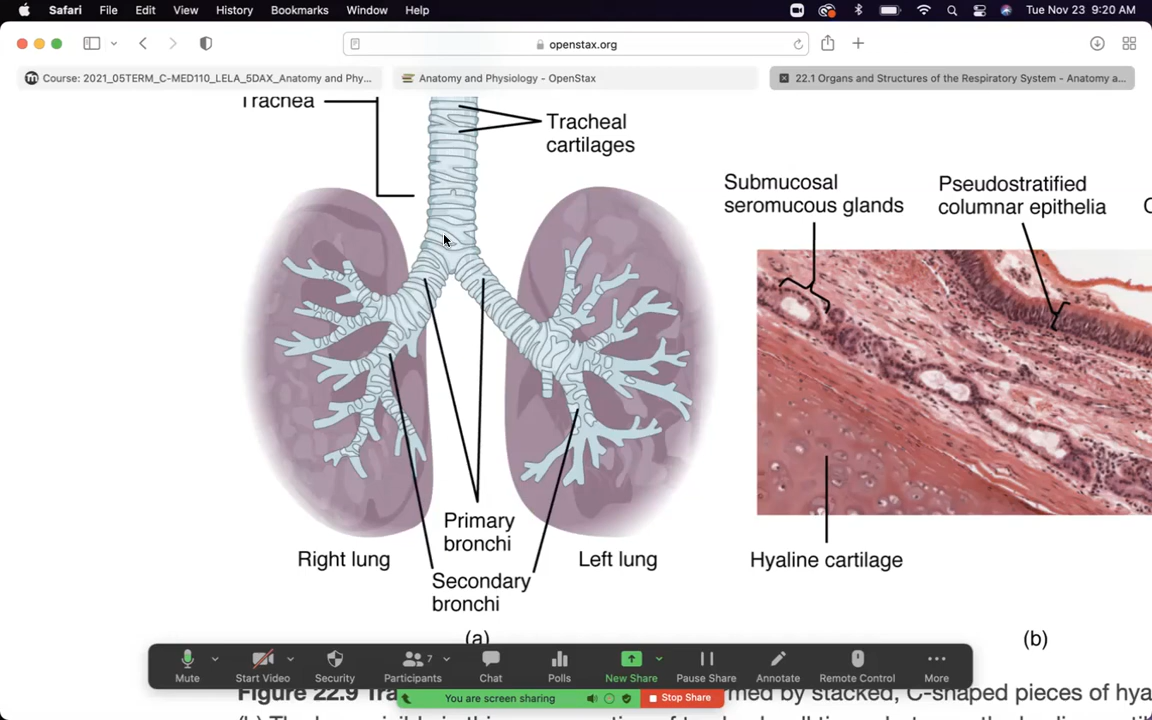 Safari File Edit View History Bookmarks Window Help Tue Nov 23 9:20 AM
openstax.org
Course: 2021_05TERM_C-MED110_LELA_5DAX_Anatomy and Phy...
Anatomy and Physiology - OpenStax
22.1 Organs and Structures of the Respiratory System - Anatomy a...
Trachea
Tracheal
cartilages
Submucosal
seromucous glands
Pseudostratified
columnar epithelia
C
Primary
bronchi
Right lung
Left lung
Secondary
bronchi
Hyaline cartilage
(a)
(b)
Mute
Start Video
Security
7
Participants
Chat
Polls
New Share
Pause Share
Annotate
Remote Control
More
You are screen sharing
Stop Share
Figure 22.9 Tra
rmed by stacked, C-shaped pieces of hya